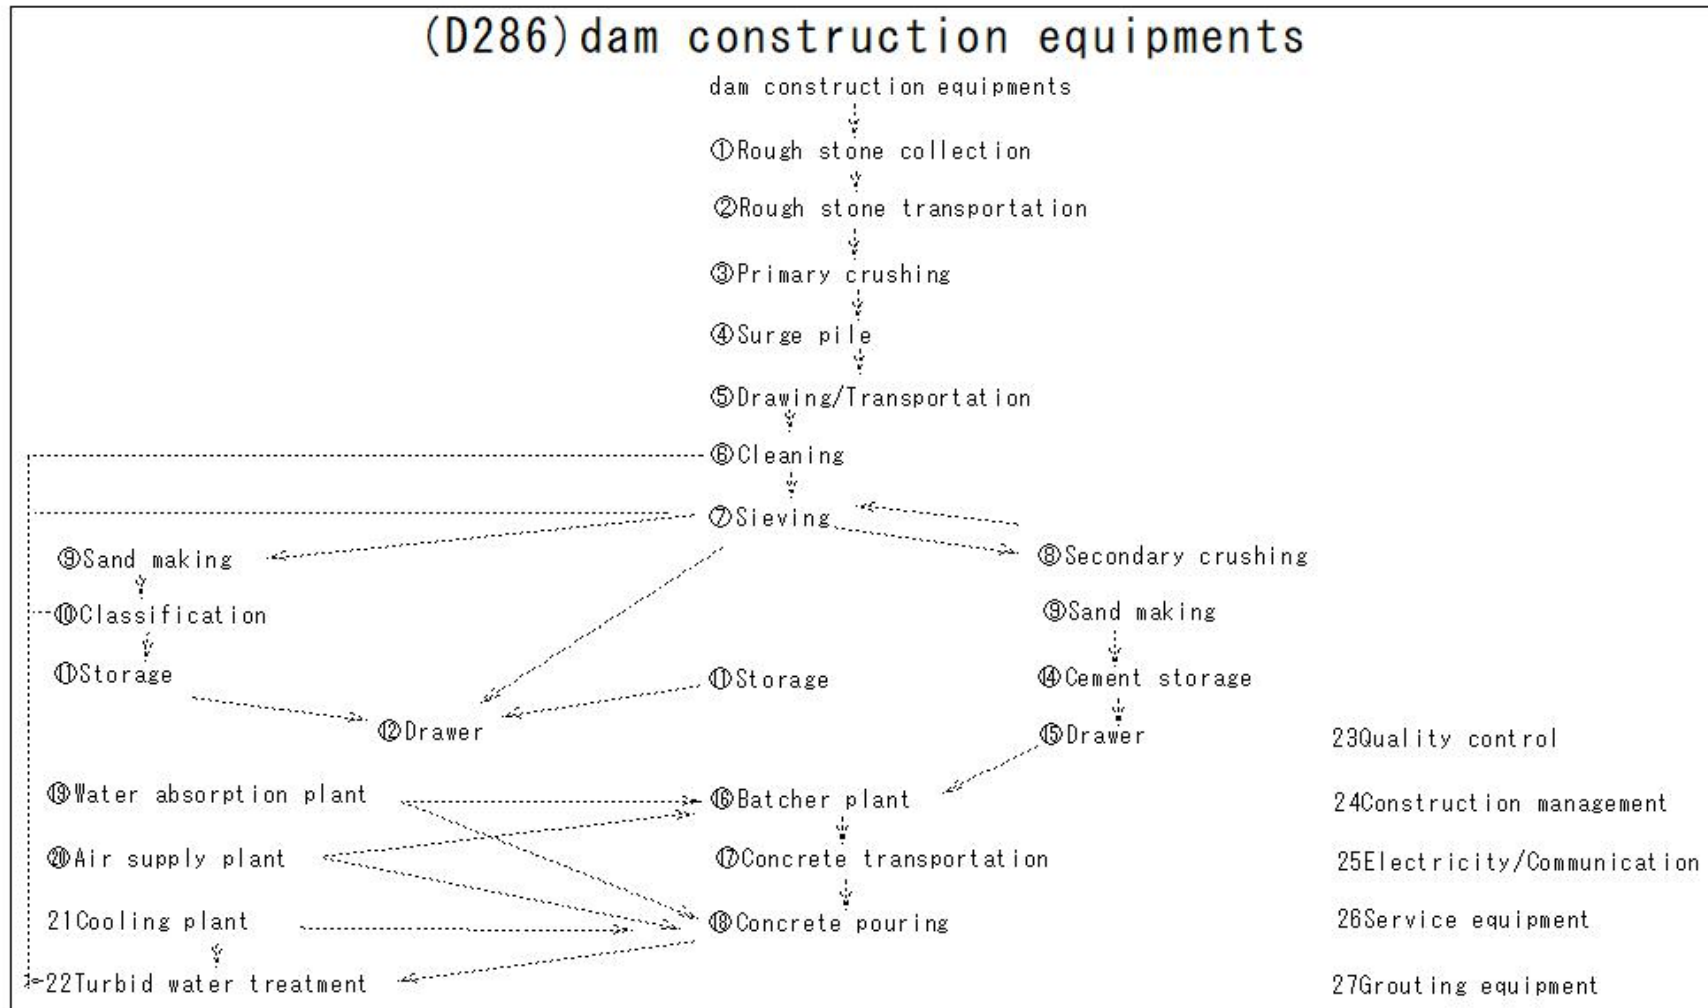 (D286)dam construction equipments
dam construction equipments
①Rough stone collection
②Rough stone transportation
③Primary crushing
④Surge pile
⑤Drawing/Transportation
⑥Cleaning
⑦Sieving
⑨Sand making
⑧Secondary crushing
⑩Classification
⑨Sand making
⑪Storage
⑪Storage
⑭Cement storage
⑫Drawer
⑮Drawer
23Quality control
⑲Water absorption plant
⑯Batcher plant
24Construction management
⑳Air supply plant
⑰Concrete transportation
25Electricity/Communication
21Cooling plant
⑱Concrete pouring
26Service equipment
22Turbid water treatment
27Grouting equipment